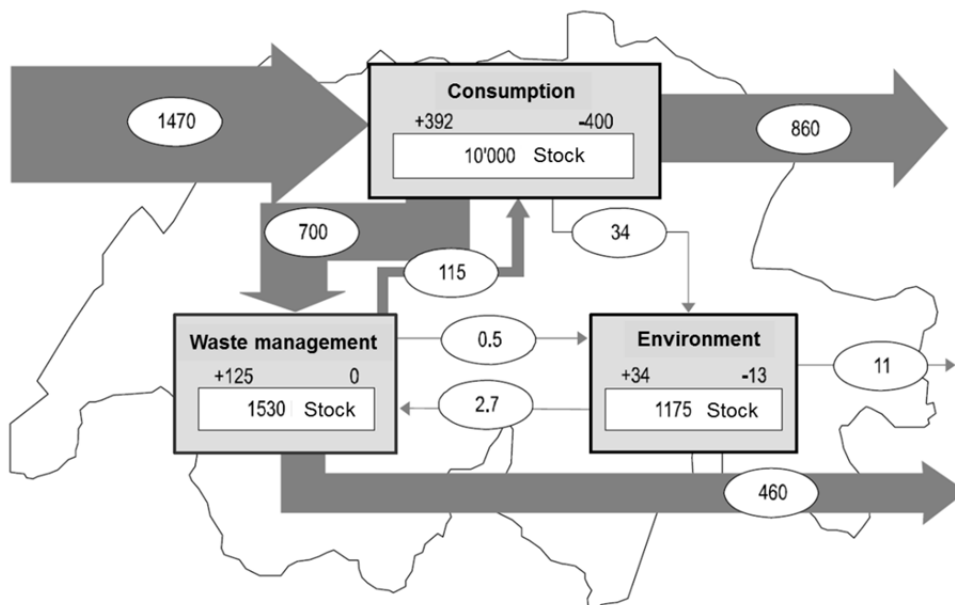 Consumption
+392 -400
10'000 Stock
1470
860
700
34
115
Waste management
+125 0
1530 Stock
0.5
2.7
Environment
+34 -13
1175 Stock
11
460